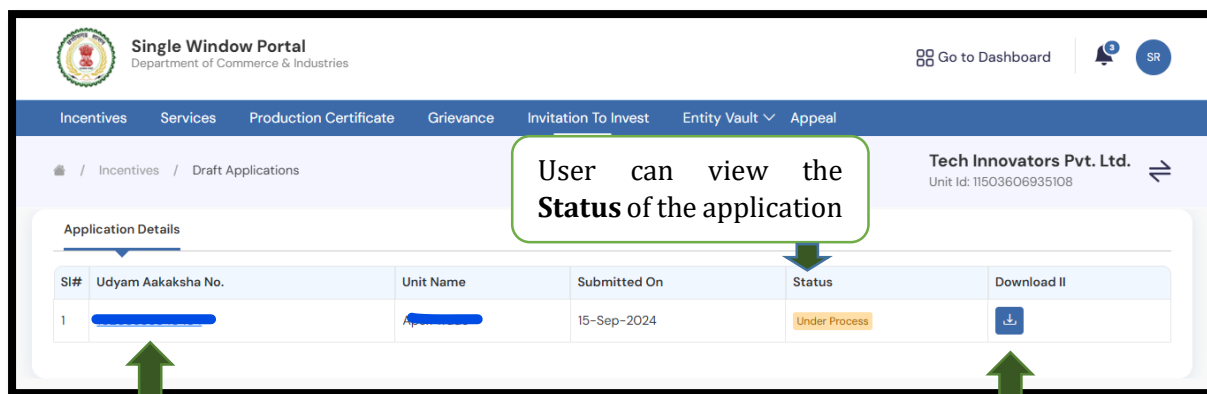 Single Window Portal
Department of Commerce & Industries
Go to Dashboard
3
SR
Incentives Services Production Certificate Grievance Invitation To Invest Entity Vault Appeal
/ Incentives / Draft Applications
User can view the
Status of the application
Tech Innovators Pvt. Ltd.
Unit Id: 11503606935108
Application Details
Sl# Udyam Aakaksha No. Unit Name Submitted On Status Download II
1 15-Sep-2024 Under Process